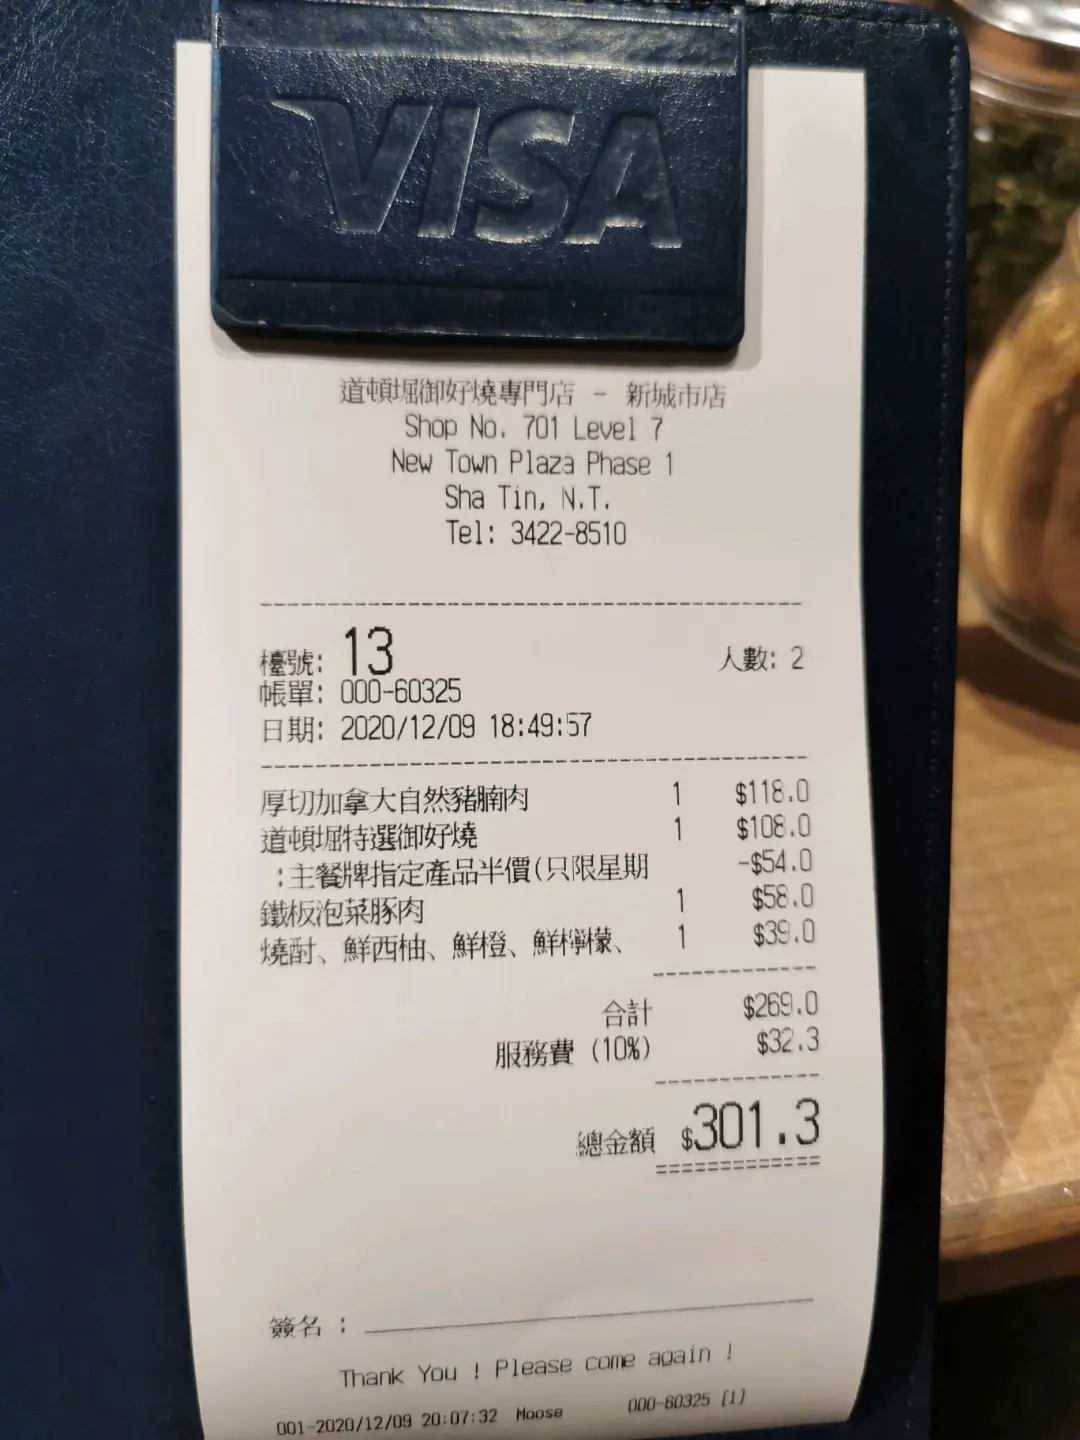 VISA
道頓堀御好燒專門店 - 新城市店
Shop No. 701 Level 7
New Town Plaza Phase 1
Sha Tin, N.T.
Tel: 3422-8510
檯號: 13 人數: 2
帳單: 000-60325
日期: 2020/12/09 18:49:57
厚切加拿大自然豬腩肉 1 $118.0
道頓堀特選御好燒 1 $108.0
:主餐牌指定產品半價(只限星期 -$54.0
鐵板泡菜豚肉 1 $58.0
燒酎、鮮西柚、鮮橙、鮮檸檬、 1 $39.0
合計 $269.0
服務費 (10%) $32.3
總金額 $301.3
簽名 :
Thank You ! Please come again !
001-2020/12/09 20:07:32 Moose 000-60325 [1]